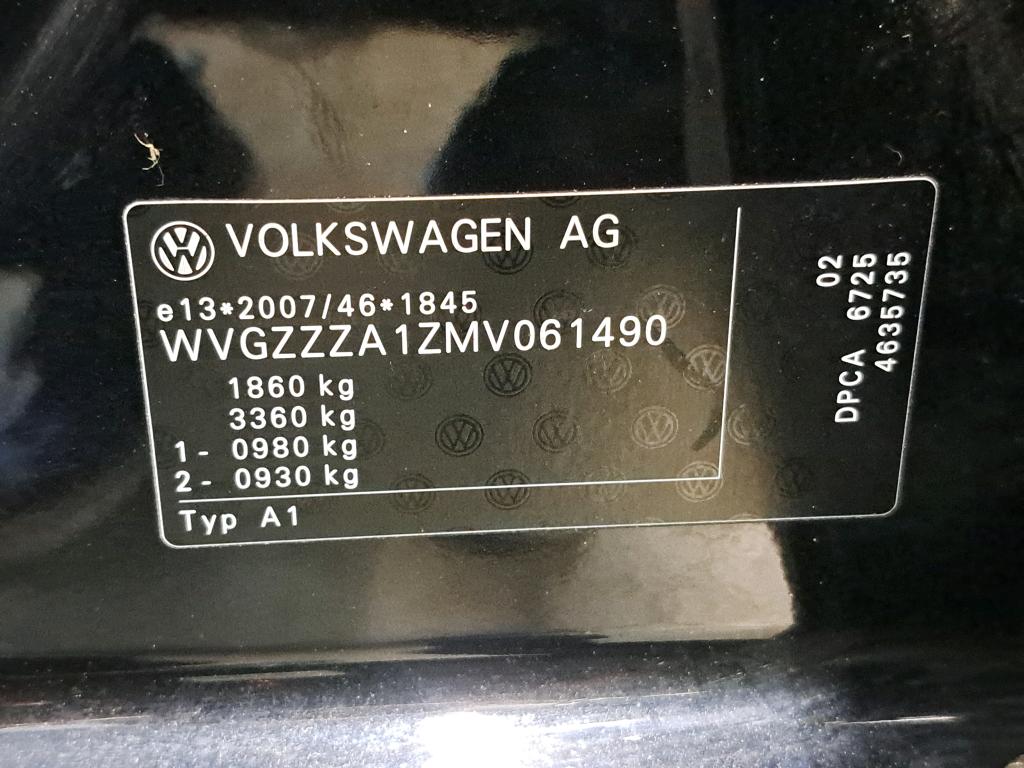 VOLKSWAGEN AG
e13*2007/46*1845
WVGZZZA1ZMV061490
1860 kg
3360 kg
1- 0980 kg
2- 0930 kg
Typ A1
02
DPCA 6725
4635735